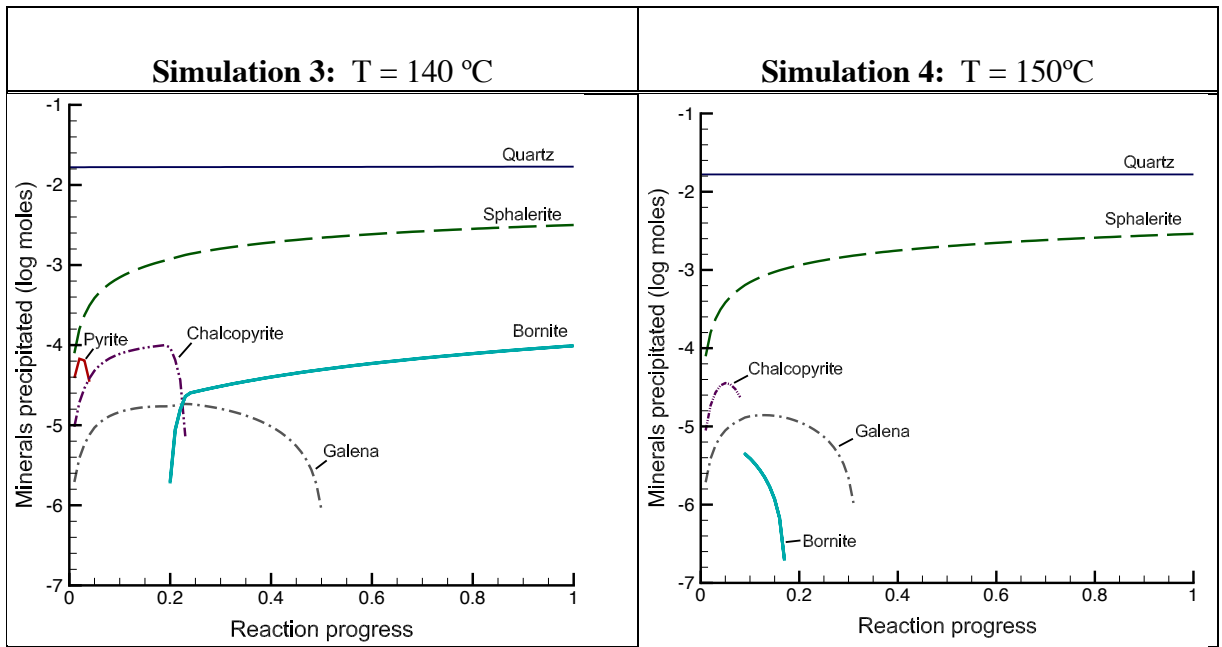 Simulation 3: T = 140 ºC
Simulation 4: T = 150ºC
-1
-2
-3
-4
-5
-6
-7
Minerals precipitated (log moles)
Quartz
Sphalerite
Pyrite
Chalcopyrite
Bornite
Galena
0
0.2
0.4
0.6
0.8
1
Reaction progress
-1
-2
-3
-4
-5
-6
-7
Minerals precipitated (log moles)
Quartz
Sphalerite
Chalcopyrite
Galena
Bornite
0
0.2
0.4
0.6
0.8
1
Reaction progress